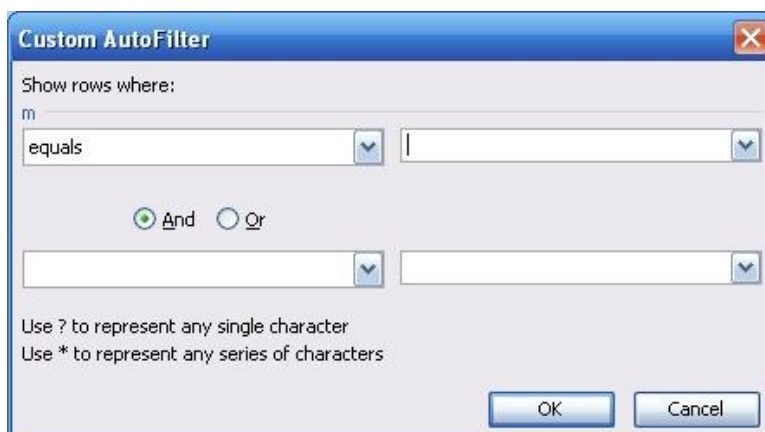 Custom AutoFilter
Show rows where:
m
equals
And Or
Use ? to represent any single character
Use * to represent any series of characters
OK Cancel